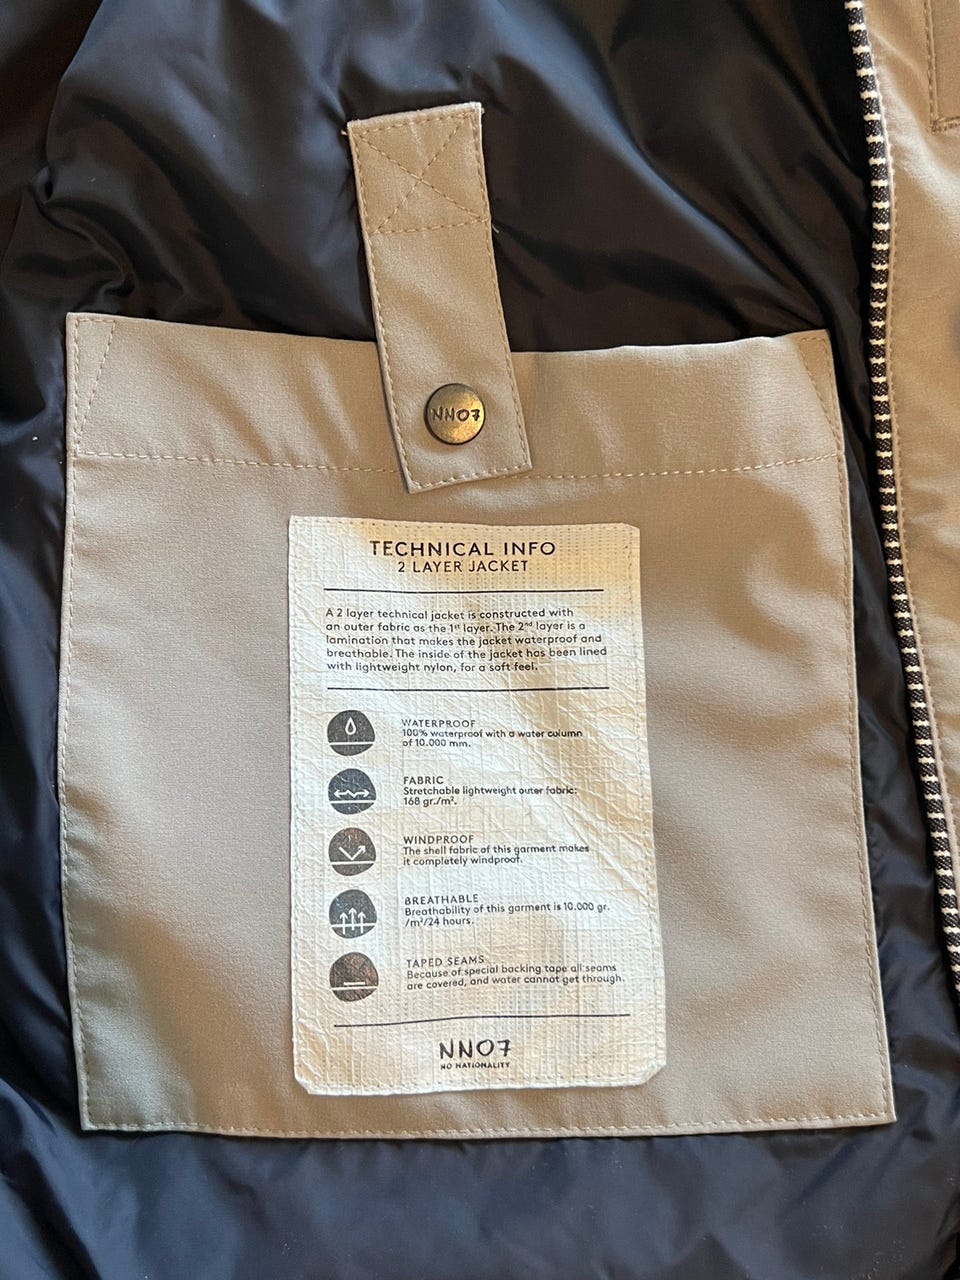 NNO7
TECHNICAL INFO
2 LAYER JACKET
A 2 layer technical jacket is constructed with
an outer fabric as the 1st layer. The 2nd layer is a
lamination that makes the jacket waterproof and
breathable. The inside of the jacket has been lined
with lightweight nylon, for a soft feel.
WATERPROOF
100% waterproof with a water column
of 10.000 mm.
FABRIC
Stretchable lightweight outer fabric:
168 gr./m².
WINDPROOF
The shell fabric of this garment makes
it completely windproof.
BREATHABLE
Breathability of this garment is 10.000 gr.
/m²/24 hours.
TAPED SEAMS
Because of special backing tape all seams
are covered, and water cannot get through.
NNO7
NO NATIONALITY